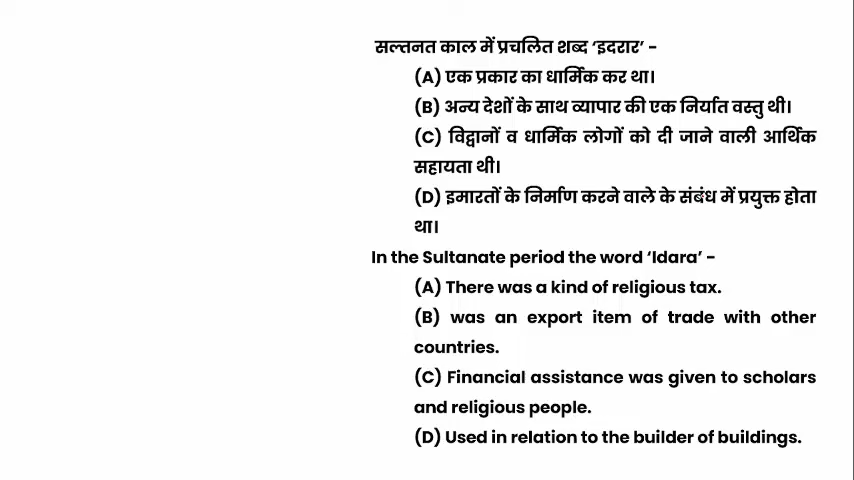 सल्तनत काल में प्रचलित शब्द ‘इदरार’ -
(A) एक प्रकार का धार्मिक कर था।
(B) अन्य देशों के साथ व्यापार की एक निर्यात वस्तु थी।
(C) विद्वानों व धार्मिक लोगों को दी जाने वाली आर्थिक
सहायता थी।
(D) इमारतों के निर्माण करने वाले के संबंध में प्रयुक्त होता
था।
In the Sultanate period the word ‘Idara’ -
(A) There was a kind of religious tax.
(B) was an export item of trade with other
countries.
(C) Financial assistance was given to scholars
and religious people.
(D) Used in relation to the builder of buildings.